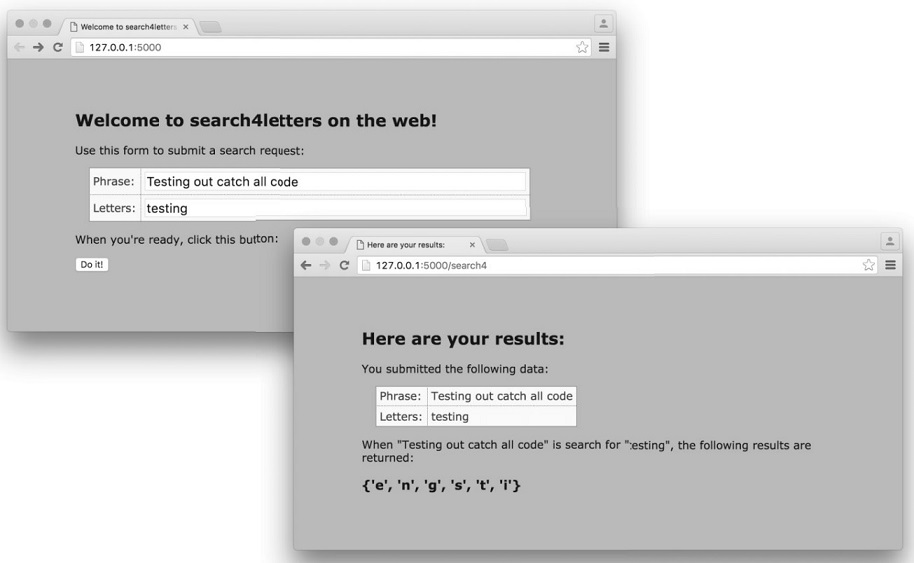 Welcome to search4letters
127.0.0.1:5000
Welcome to search4letters on the web!
Use this form to submit a search request:
Phrase: Testing out catch all code
Letters: testing
When you're ready, click this button:
Do it!
Here are your results:
127.0.0.1:5000/search4
Here are your results:
You submitted the following data:
Phrase: Testing out catch all code
Letters: testing
When "Testing out catch all code" is search for "testing", the following results are
returned:
{'e', 'n', 'g', 's', 't', 'i'}